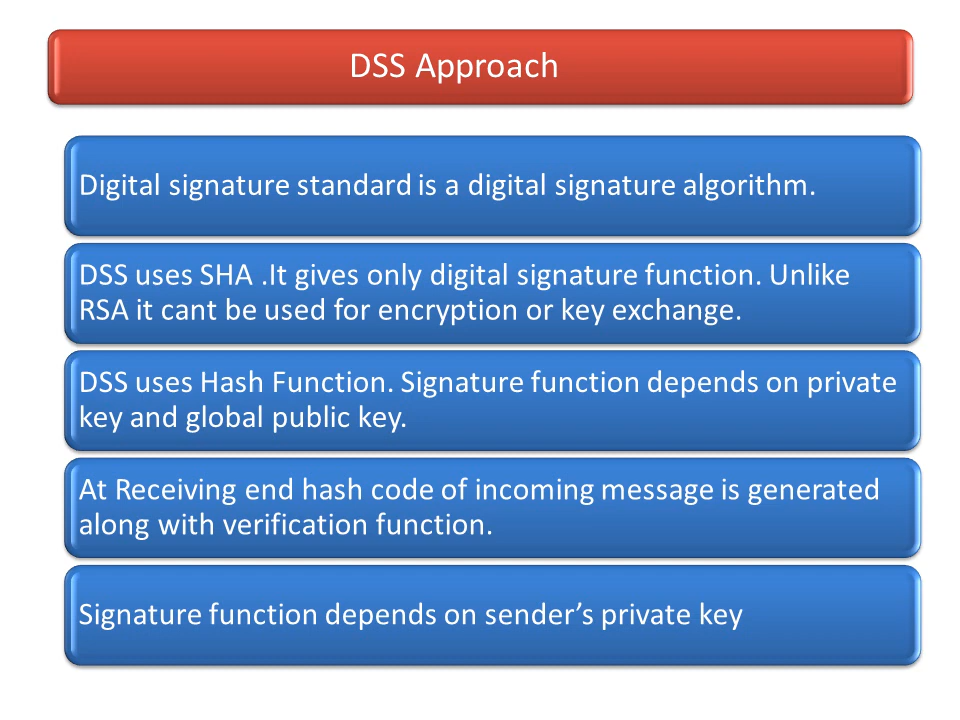 DSS Approach
Digital signature standard is a digital signature algorithm.
DSS uses SHA .It gives only digital signature function. Unlike
RSA it cant be used for encryption or key exchange.
DSS uses Hash Function. Signature function depends on private
key and global public key.
At Receiving end hash code of incoming message is generated
along with verification function.
Signature function depends on sender’s private key